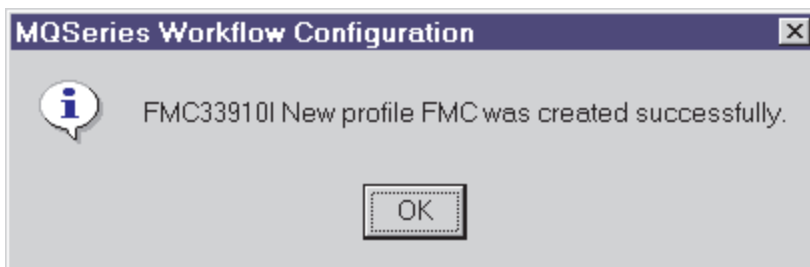 MQSeries Workflow Configuration
FMC33910I New profile FMC was created successfully.
OK